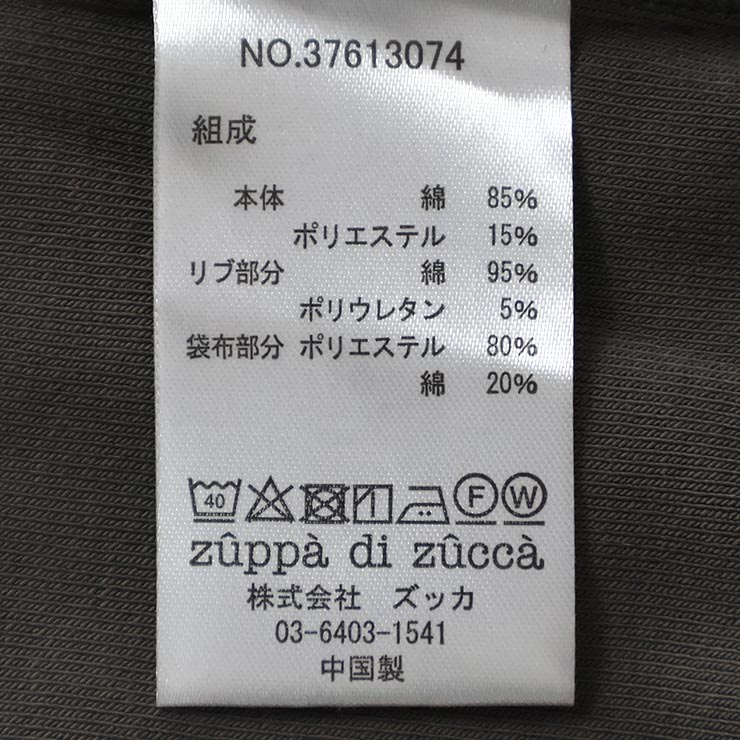 NO.37613074
組成
本体 綿 85%
ポリエステル 15%
リブ部分 綿 95%
ポリウレタン 5%
袋布部分 ポリエステル 80%
綿 20%
40 F W
zûppà di zûccà
株式会社 ズッカ
03-6403-1541
中国製